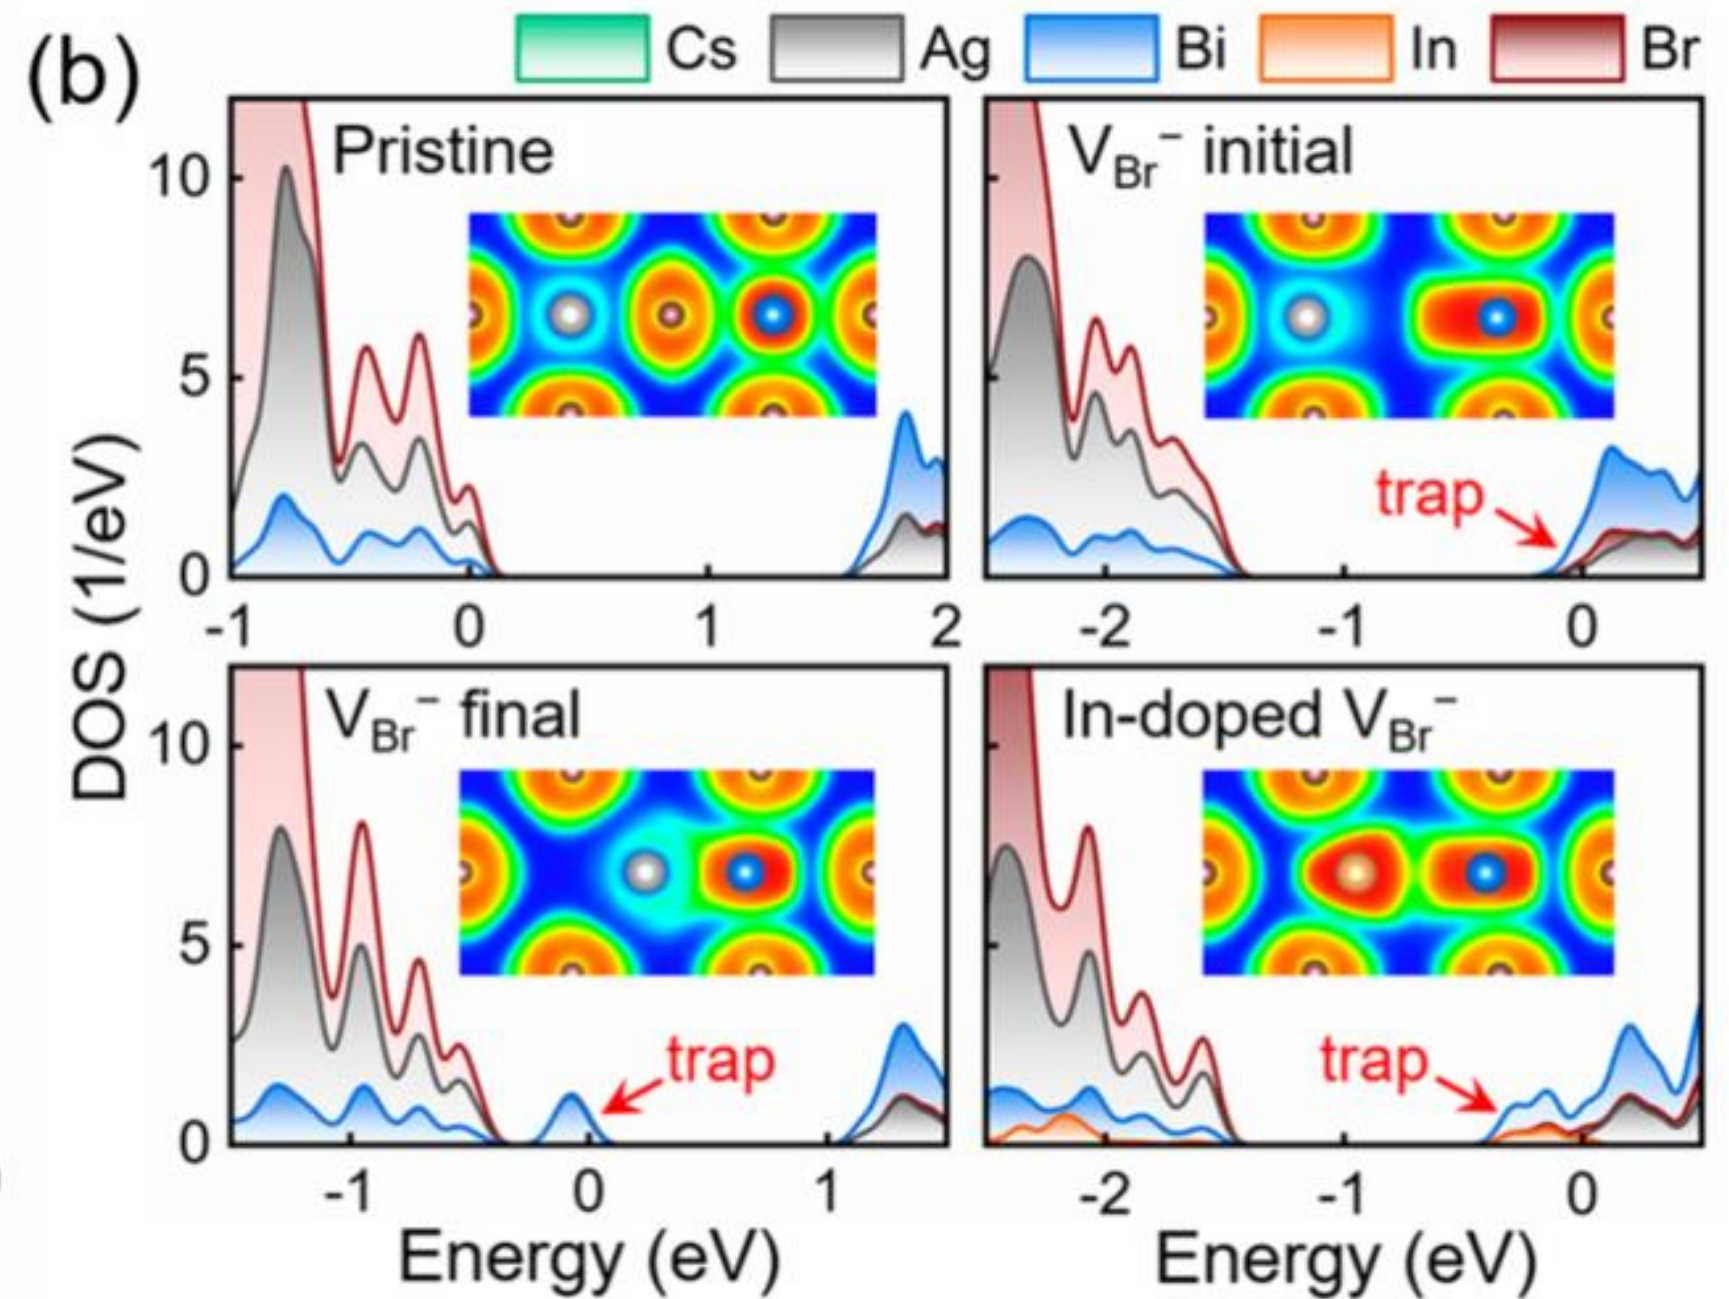 (b)
Cs Ag Bi In Br
DOS (1/eV)
Pristine
10
5
0
-1 0 1 2
V_Br⁻ initial
trap
-2 -1 0
V_Br⁻ final
10
5
0
trap
-1 0 1
Energy (eV)
In-doped V_Br⁻
trap
-2 -1 0
Energy (eV)